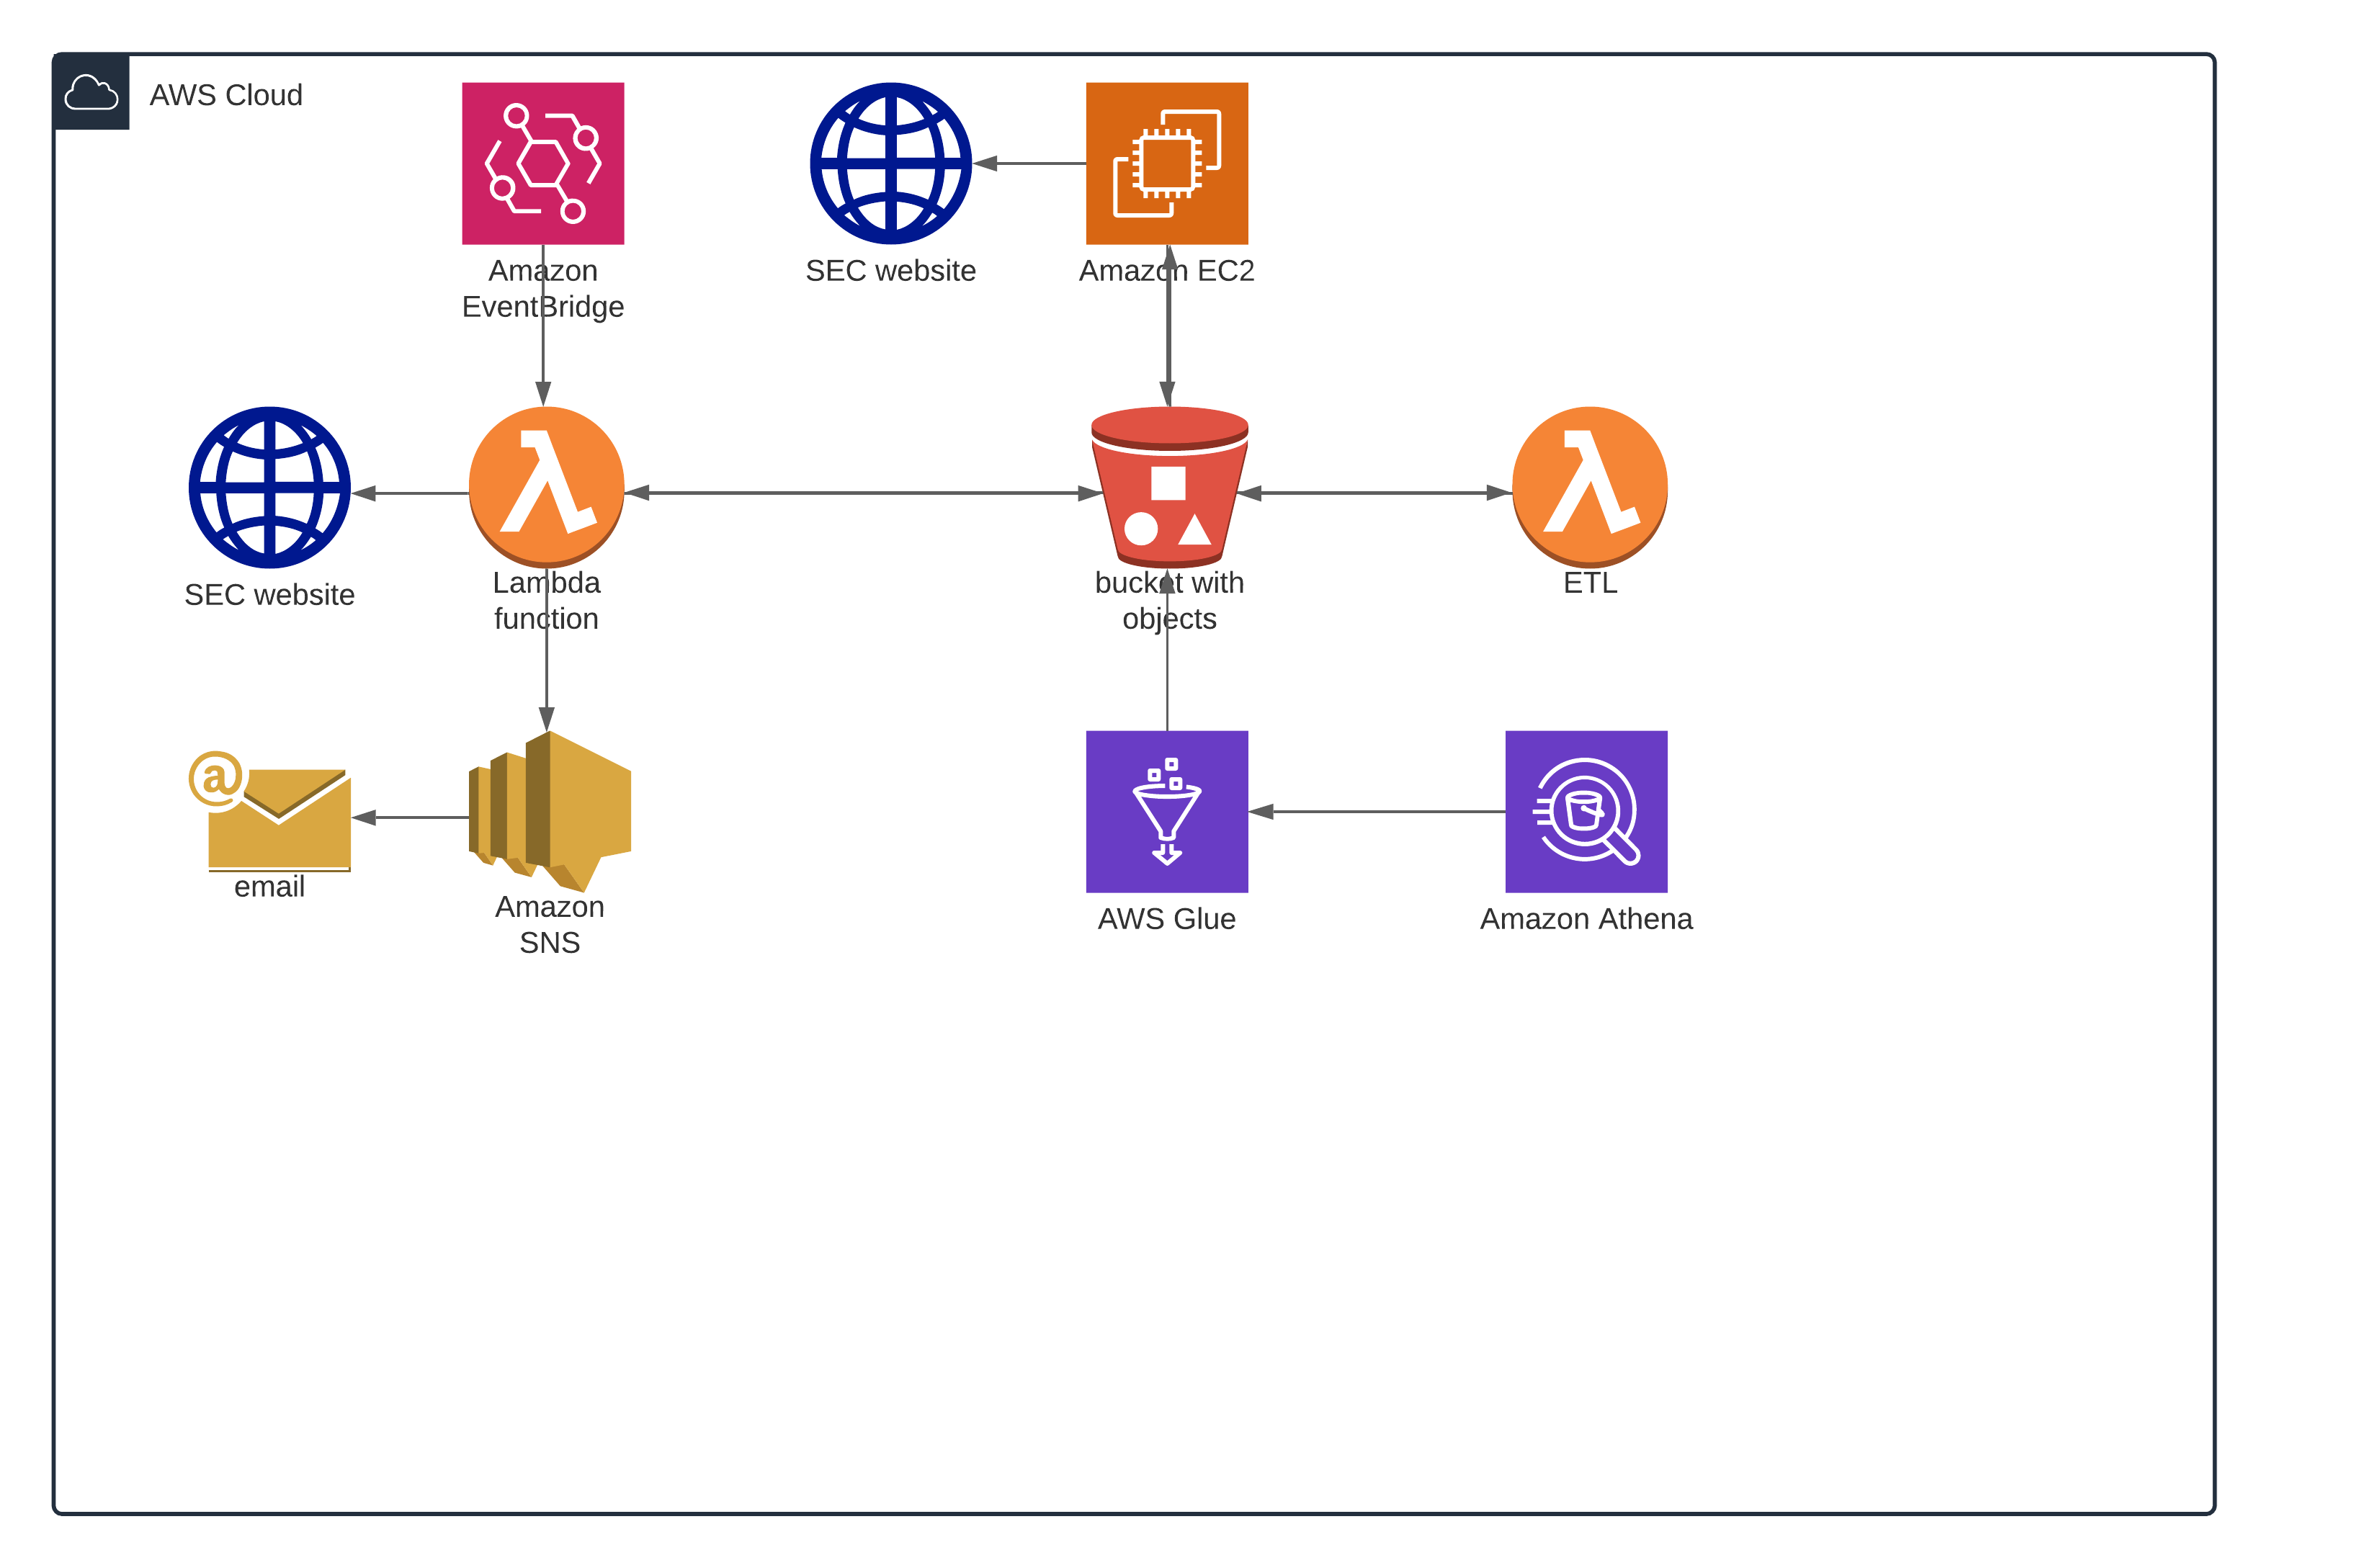 AWS Cloud
Amazon
EventBridge
SEC website
Amazon EC2
SEC website
Lambda
function
bucket with
objects
ETL
@
email
Amazon
SNS
AWS Glue
Amazon Athena